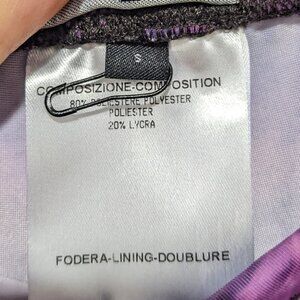 S
COMPOSIZIONE-COMPOSITION
80% POLIESTERE POLYESTER
POLIESTER
20% LYCRA
FODERA-LINING-DOUBLURE